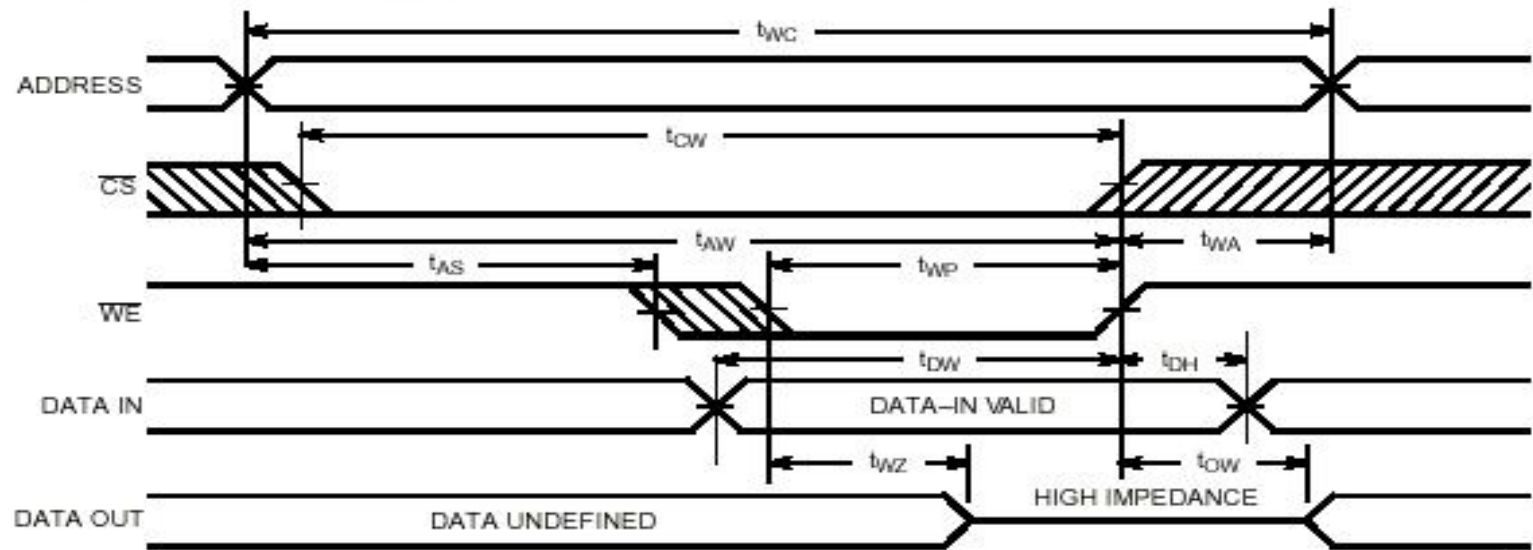 tWC
ADDRESS
tCW
CS
tAW
tWA
tAS
tWP
WE
tDW
tDH
DATA IN
DATA–IN VALID
tWZ
tOW
HIGH IMPEDANCE
DATA OUT
DATA UNDEFINED